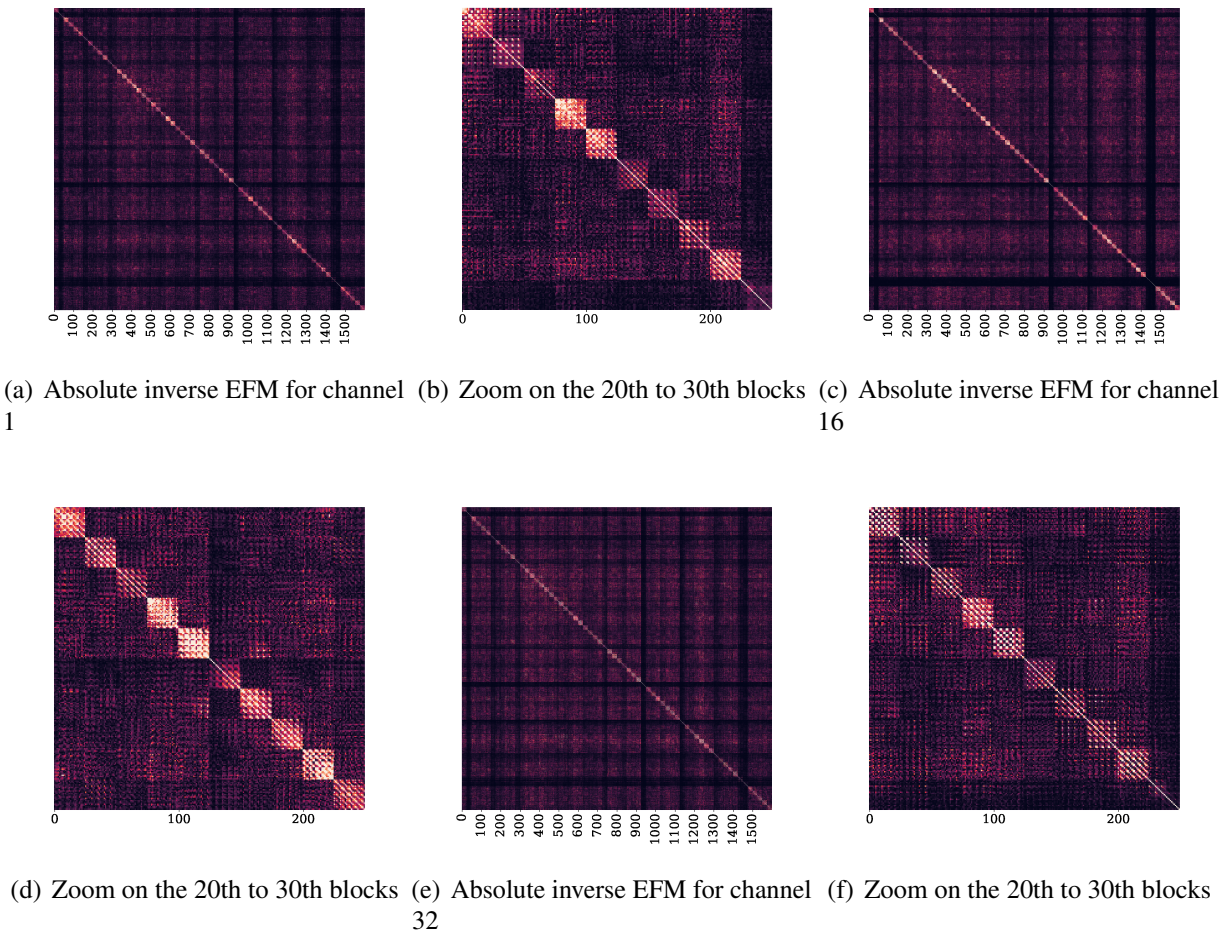 0 100 200 300 400 500 600 700 800 900 1000 1100 1200 1300 1400 1500
0 100 200
0 100 200 300 400 500 600 700 800 900 1000 1100 1200 1300 1400 1500
(a) Absolute inverse EFM for channel
1
(b) Zoom on the 20th to 30th blocks
(c) Absolute inverse EFM for channel
16
0 100 200
0 100 200 300 400 500 600 700 800 900 1000 1100 1200 1300 1400 1500
0 100 200
(d) Zoom on the 20th to 30th blocks
(e) Absolute inverse EFM for channel
32
(f) Zoom on the 20th to 30th blocks